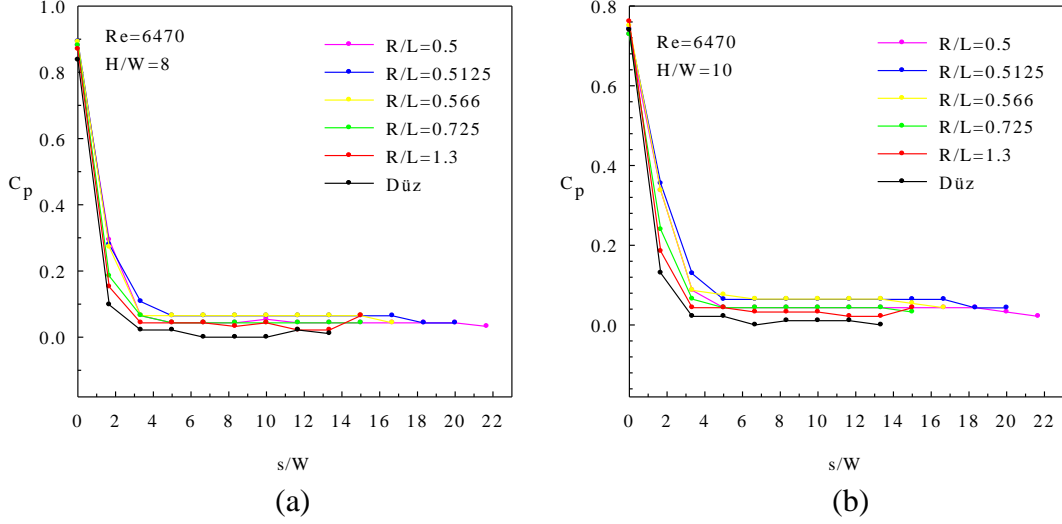 Re=6470
H/W=8
R/L=0.5
R/L=0.5125
R/L=0.566
R/L=0.725
R/L=1.3
Düz
1.0
0.8
0.6
0.4
0.2
0.0
Cp
0 2 4 6 8 10 12 14 16 18 20 22
s/W
(a)
Re=6470
H/W=10
R/L=0.5
R/L=0.5125
R/L=0.566
R/L=0.725
R/L=1.3
Düz
0.8
0.6
0.4
0.2
0.0
Cp
0 2 4 6 8 10 12 14 16 18 20 22
s/W
(b)